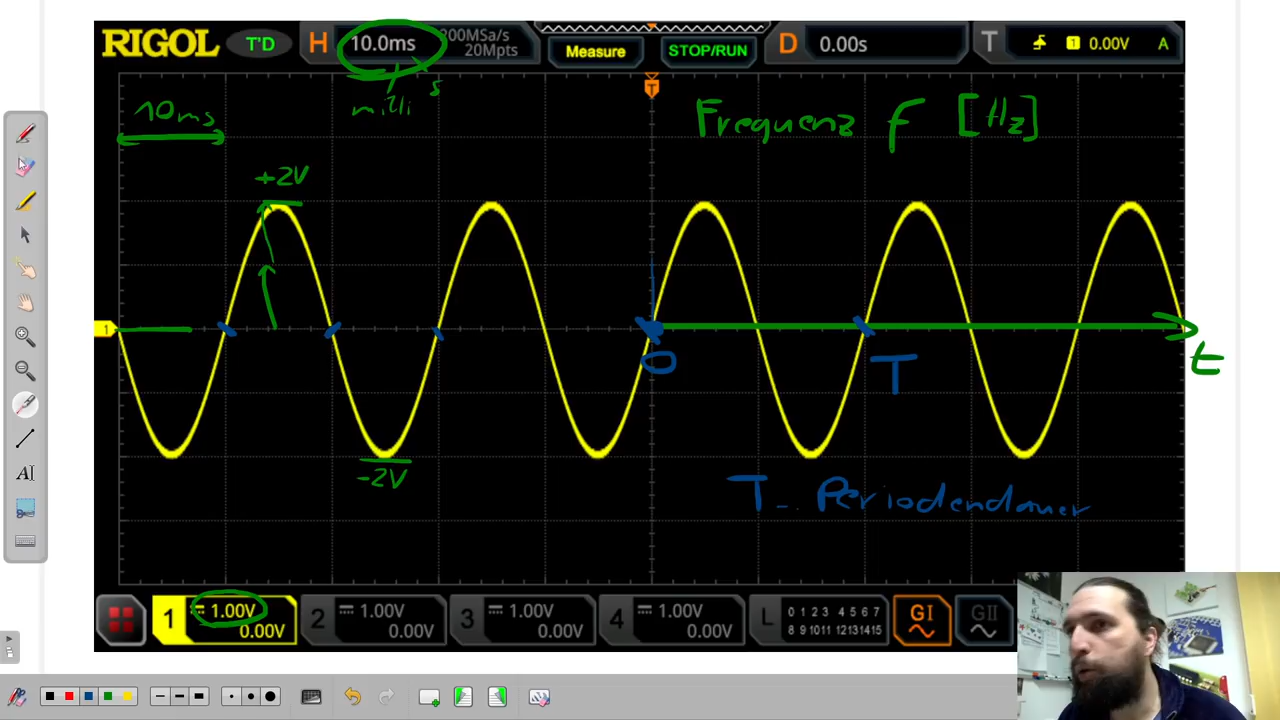 RIGOL T'D H 10.0ms 200MSa/s 20Mpts Measure STOP/RUN D 0.00s T 1 0.00V A
milli s
10ms
T
Frequenz f [Hz]
+2V
1
0
T
t
-2V
T - Periodendauer
1 1.00V 0.00V 2 1.00V 0.00V 3 1.00V 0.00V 4 1.00V 0.00V L 0 1 2 3 4 5 6 7 8 9 10 11 12 13 14 15 GI GII
AI